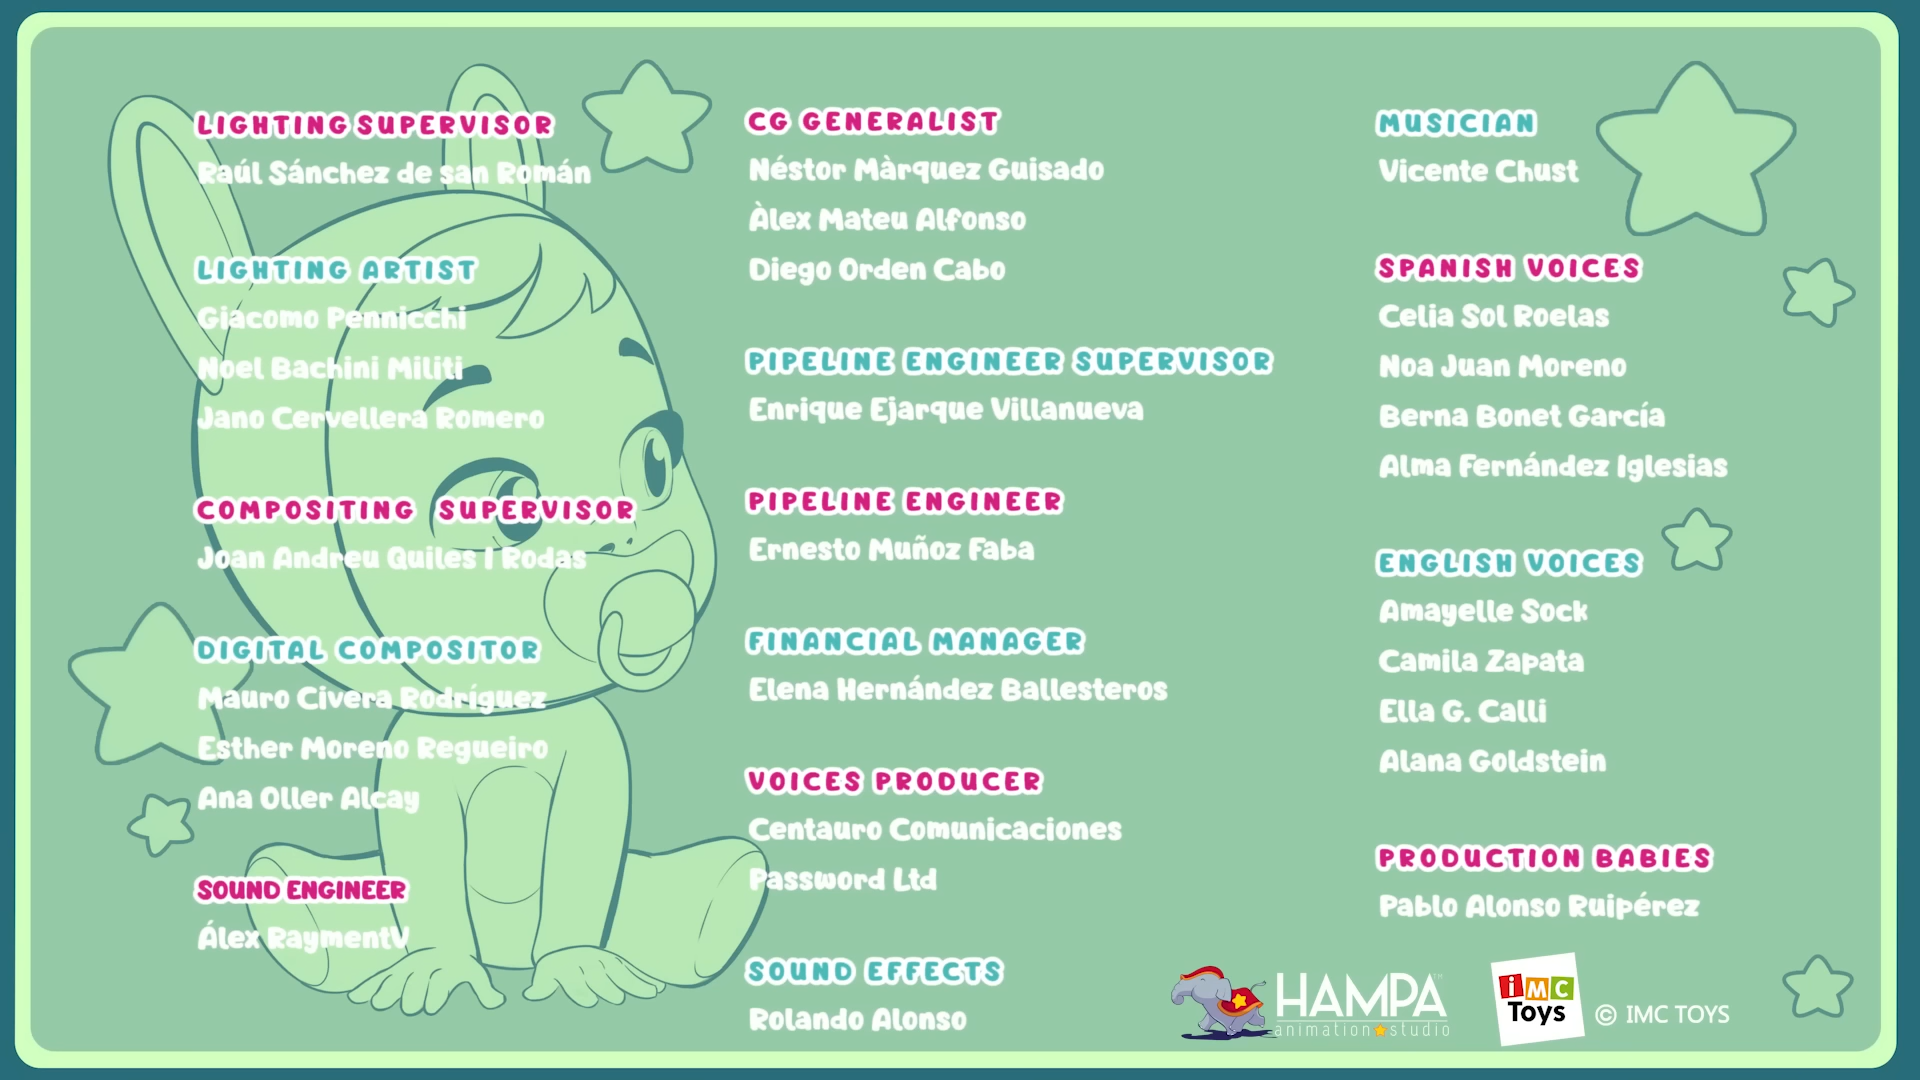 LIGHTING SUPERVISOR
Raúl Sánchez de san Román
LIGHTING ARTIST
Giacomo Pennicchi
Noel Bachini Militi
Jano Cervellera Romero
COMPOSITING SUPERVISOR
Joan Andreu Quiles I Rodas
DIGITAL COMPOSITOR
Mauro Civera Rodríguez
Esther Moreno Regueiro
Ana Oller Alcay
SOUND ENGINEER
Álex RaymentV
CG GENERALIST
Néstor Màrquez Guisado
Àlex Mateu Alfonso
Diego Orden Cabo
PIPELINE ENGINEER SUPERVISOR
Enrique Ejarque Villanueva
PIPELINE ENGINEER
Ernesto Muñoz Faba
FINANCIAL MANAGER
Elena Hernández Ballesteros
VOICES PRODUCER
Centauro Comunicaciones
Password Ltd
SOUND EFFECTS
Rolando Alonso
MUSICIAN
Vicente Chust
SPANISH VOICES
Celia Sol Roelas
Noa Juan Moreno
Berna Bonet García
Alma Fernández Iglesias
ENGLISH VOICES
Amayelle Sock
Camila Zapata
Ella G. Calli
Alana Goldstein
PRODUCTION BABIES
Pablo Alonso Ruipérez
HAMPA™
animation studio
iMC
Toys
© IMC TOYS